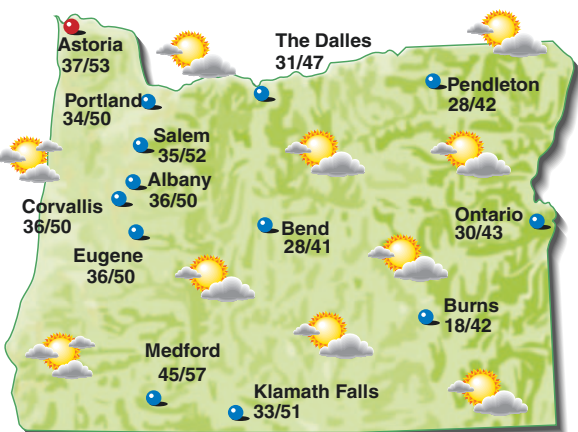 Astoria
37/53
The Dalles
31/47
Pendleton
28/42
Portland
34/50
Salem
35/52
Albany
36/50
Corvallis
36/50
Eugene
36/50
Bend
28/41
Ontario
30/43
Burns
18/42
Medford
45/57
Klamath Falls
33/51